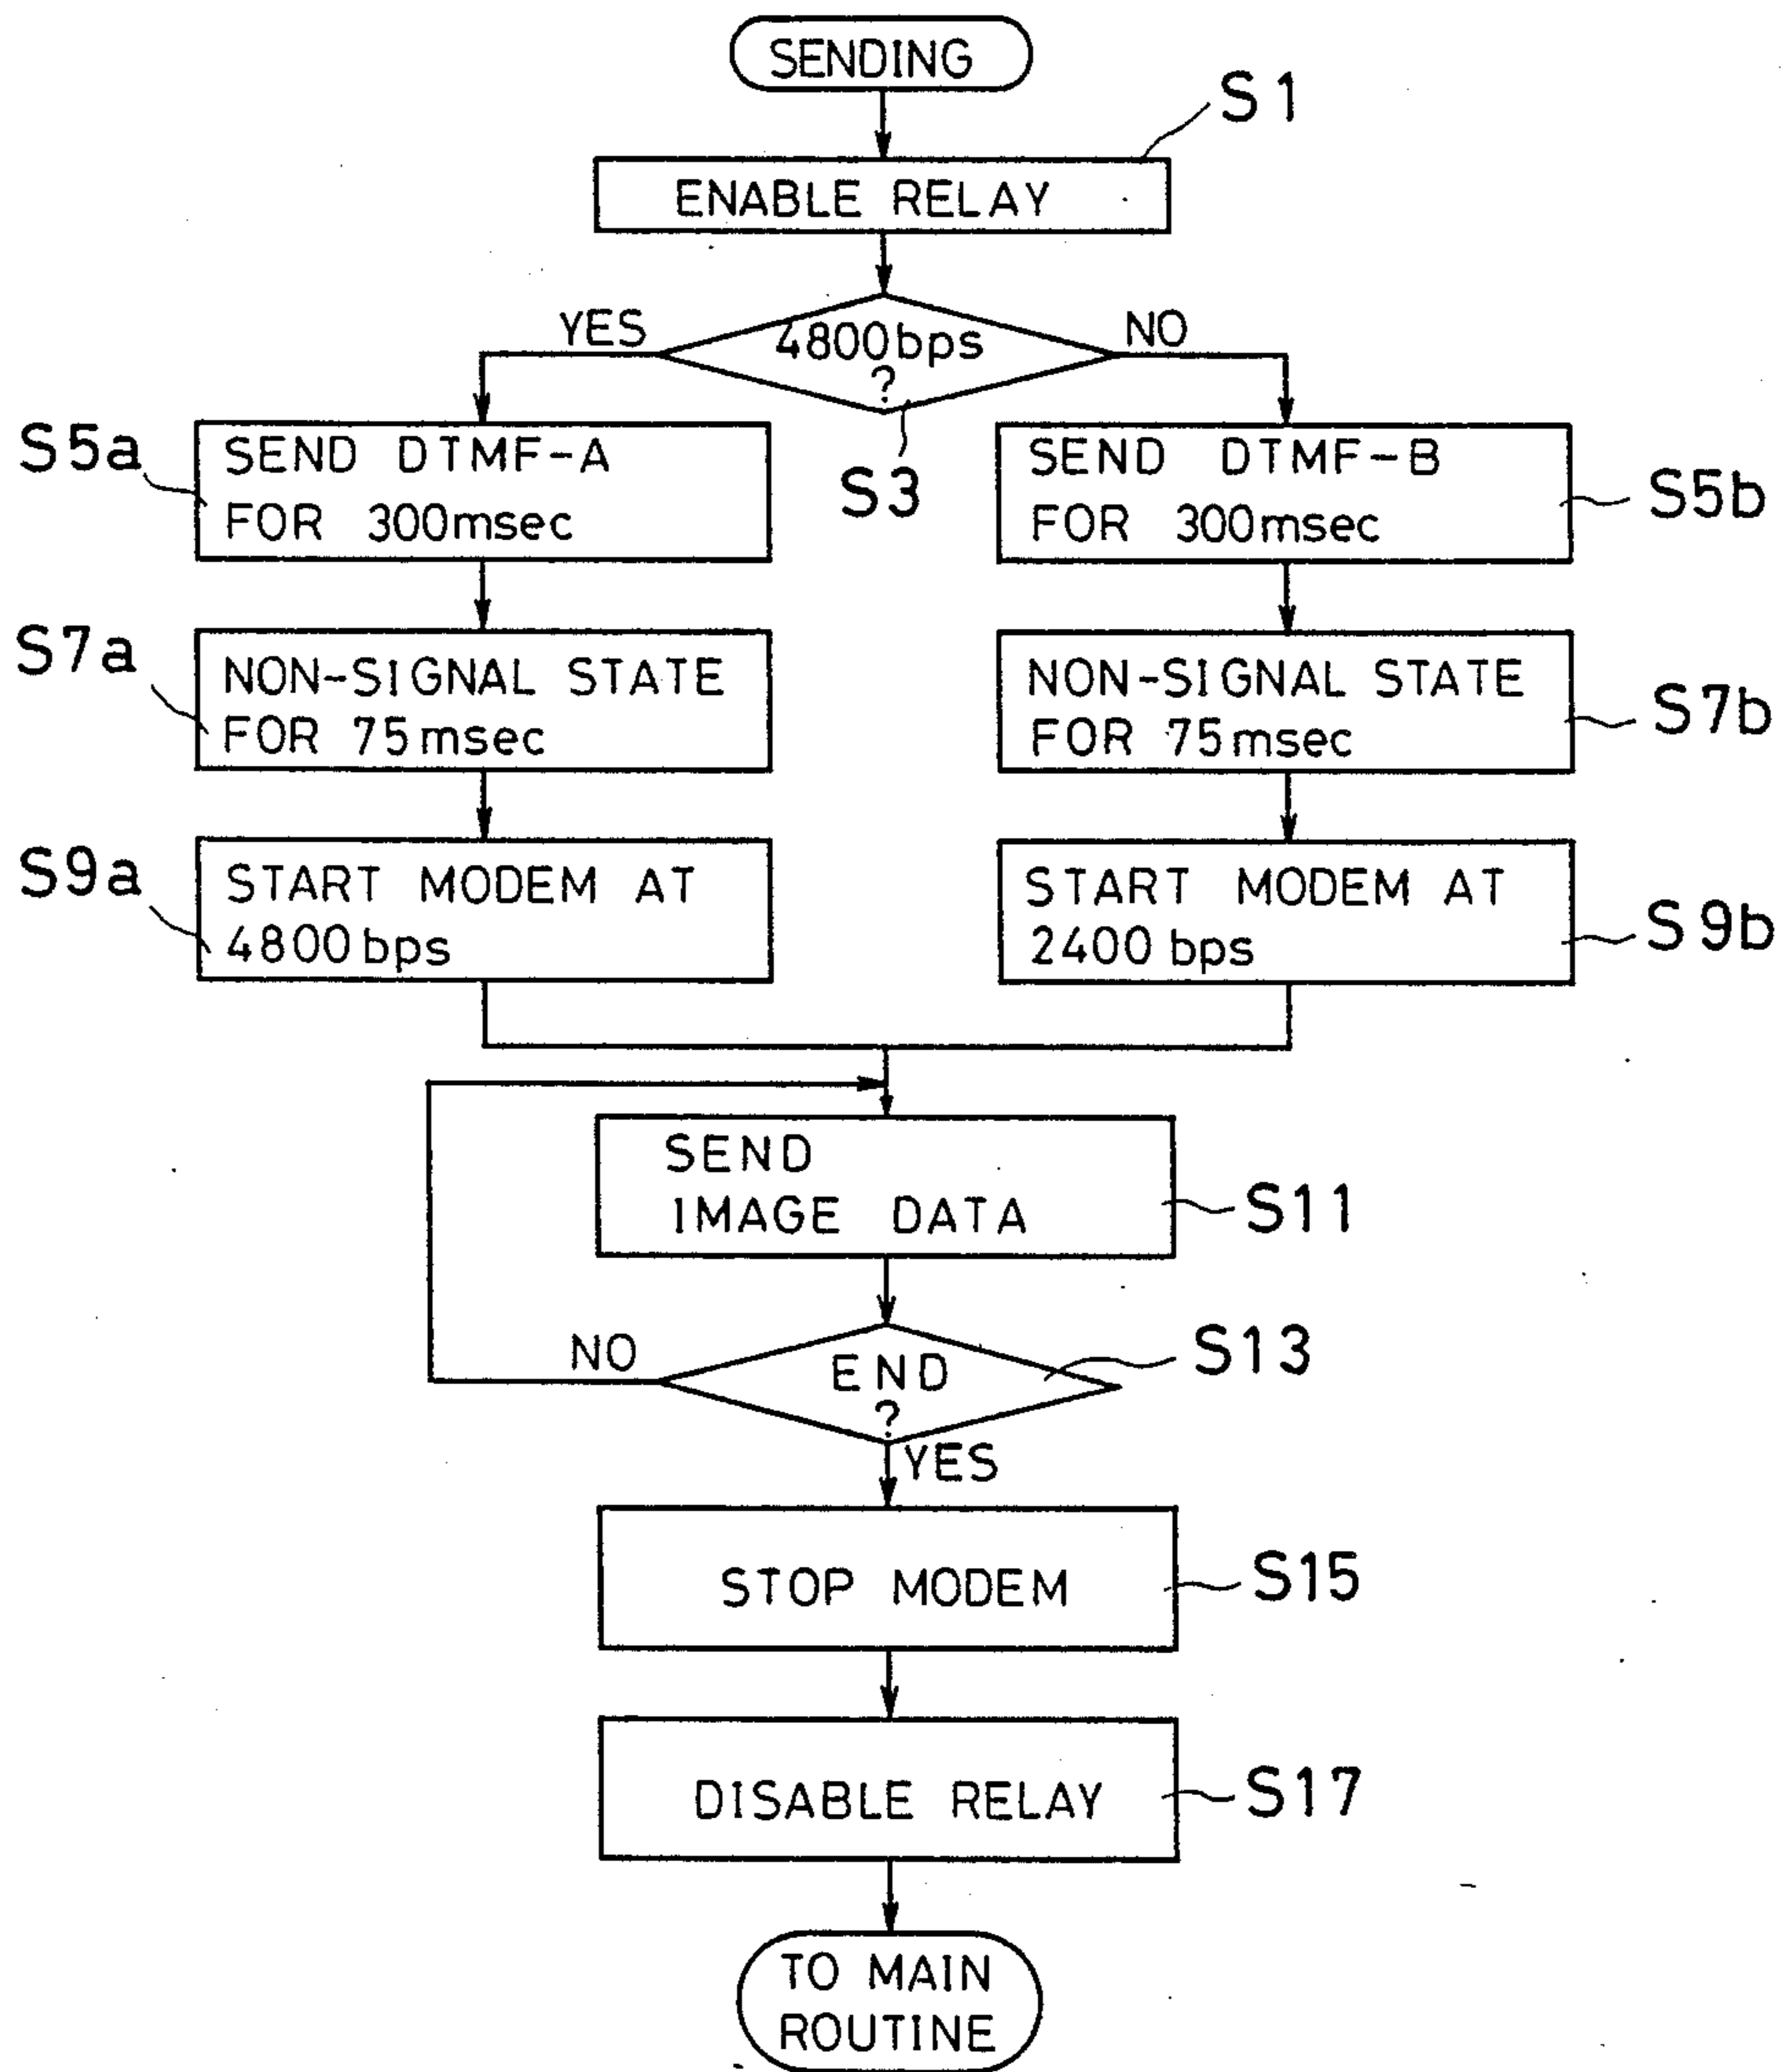 SENDING
S1
ENABLE RELAY
YES
4800bps
?
NO
S3
S5a
SEND DTMF-A
FOR 300msec
SEND DTMF-B
FOR 300msec
S5b
S7a
NON-SIGNAL STATE
FOR 75msec
NON-SIGNAL STATE
FOR 75msec
S7b
S9a
START MODEM AT
4800bps
START MODEM AT
2400bps
S9b
SEND
IMAGE DATA
S11
NO
END
?
S13
YES
STOP MODEM
S15
DISABLE RELAY
S17
TO MAIN
ROUTINE